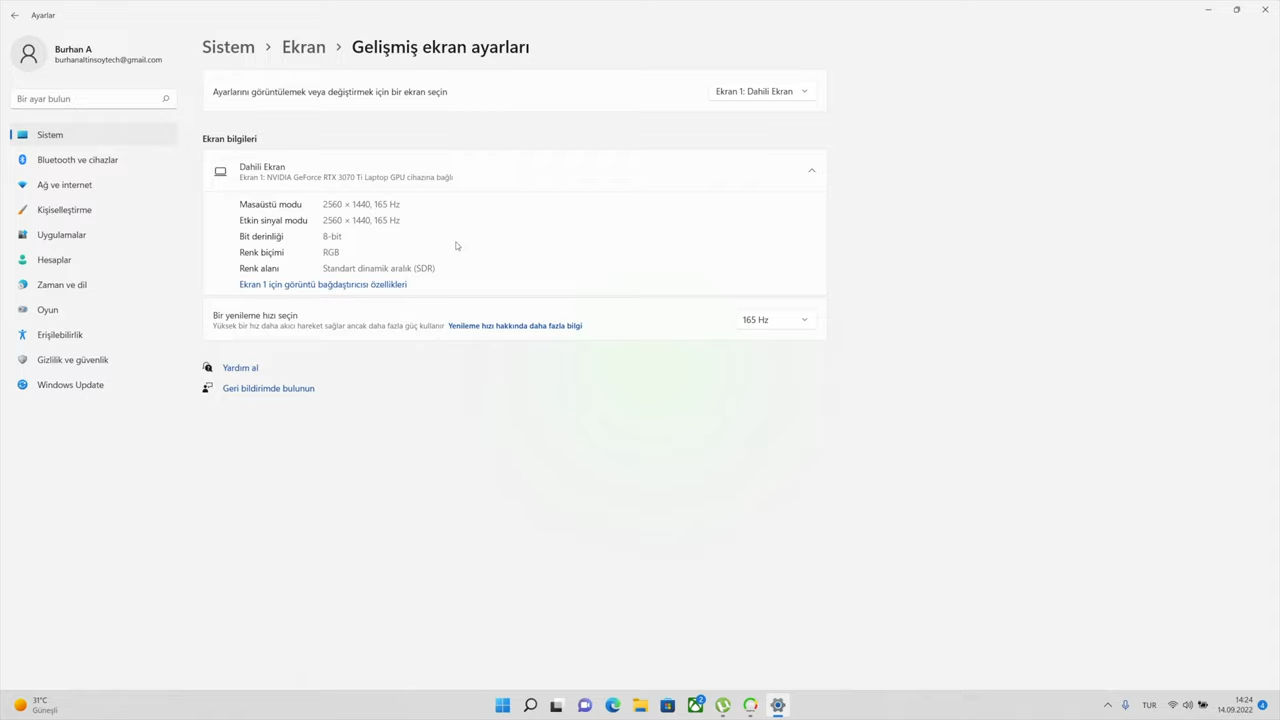 Ayarlar
Burhan A
burhanaltinsoytech@gmail.com
Bir ayar bulun
Sistem
Bluetooth ve cihazlar
Ağ ve internet
Kişiselleştirme
Uygulamalar
Hesaplar
Zaman ve dil
Oyun
Erişilebilirlik
Gizlilik ve güvenlik
Windows Update
Sistem > Ekran > Gelişmiş ekran ayarları
Ayarlarını görüntülemek veya değiştirmek için bir ekran seçin
Ekran 1: Dahili Ekran
Ekran bilgileri
Dahili Ekran
Ekran 1: NVIDIA GeForce RTX 3070 Ti Laptop GPU cihazına bağlı
Masaüstü modu 2560 × 1440, 165 Hz
Etkin sinyal modu 2560 × 1440, 165 Hz
Bit derinliği 8-bit
Renk biçimi RGB
Renk alanı Standart dinamik aralık (SDR)
Ekran 1 için görüntü bağdaştırıcısı özellikleri
Bir yenileme hızı seçin
Yüksek bir hız daha akıcı hareket sağlar ancak daha fazla güç kullanır Yenileme hızı hakkında daha fazla bilgi
165 Hz
Yardım al
Geri bildirimde bulunun
31°C
Güneşli
2
TUR
14:24
14.09.2022
4